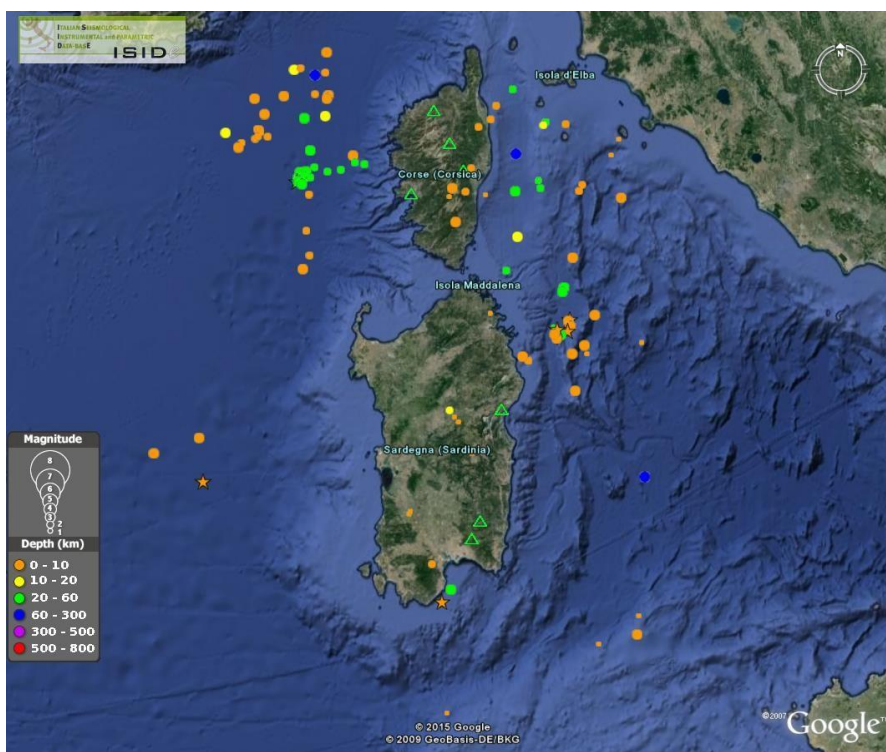 ITALIAN SEISMOLOGICAL
INSTRUMENTAL AND PARAMETRIC
DATA-BASE ISID
N
Isola d'Elba
Corse (Corsica)
Isola Maddalena
Sardegna (Sardinia)
Magnitude
8
7
6
5
4
3
2
1
Depth (km)
0 - 10
10 - 20
20 - 60
60 - 300
300 - 500
500 - 800
© 2015 Google
© 2009 GeoBasis-DE/BKG
©2007 Google™